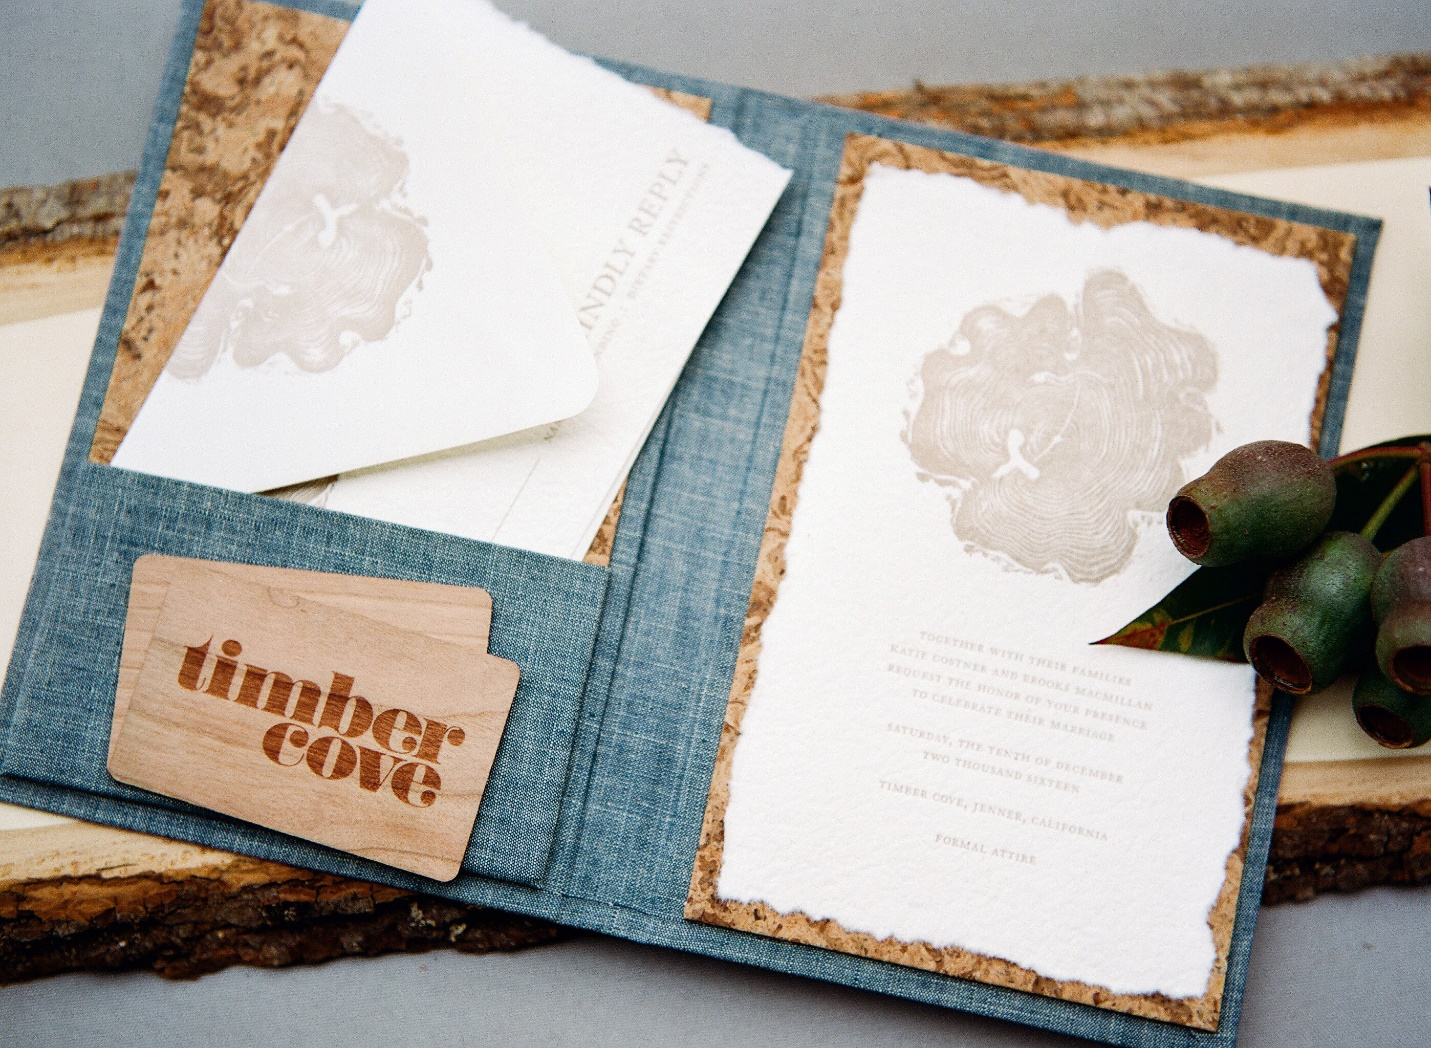 KINDLY REPLY
timber
cove
TOGETHER WITH THEIR FAMILIES
KATIE COSTNER AND BROOKS MACMILLAN
REQUEST THE HONOR OF YOUR PRESENCE
TO CELEBRATE THEIR MARRIAGE
SATURDAY, THE TENTH OF DECEMBER
TWO THOUSAND SIXTEEN
TIMBER COVE, JENNER, CALIFORNIA
FORMAL ATTIRE